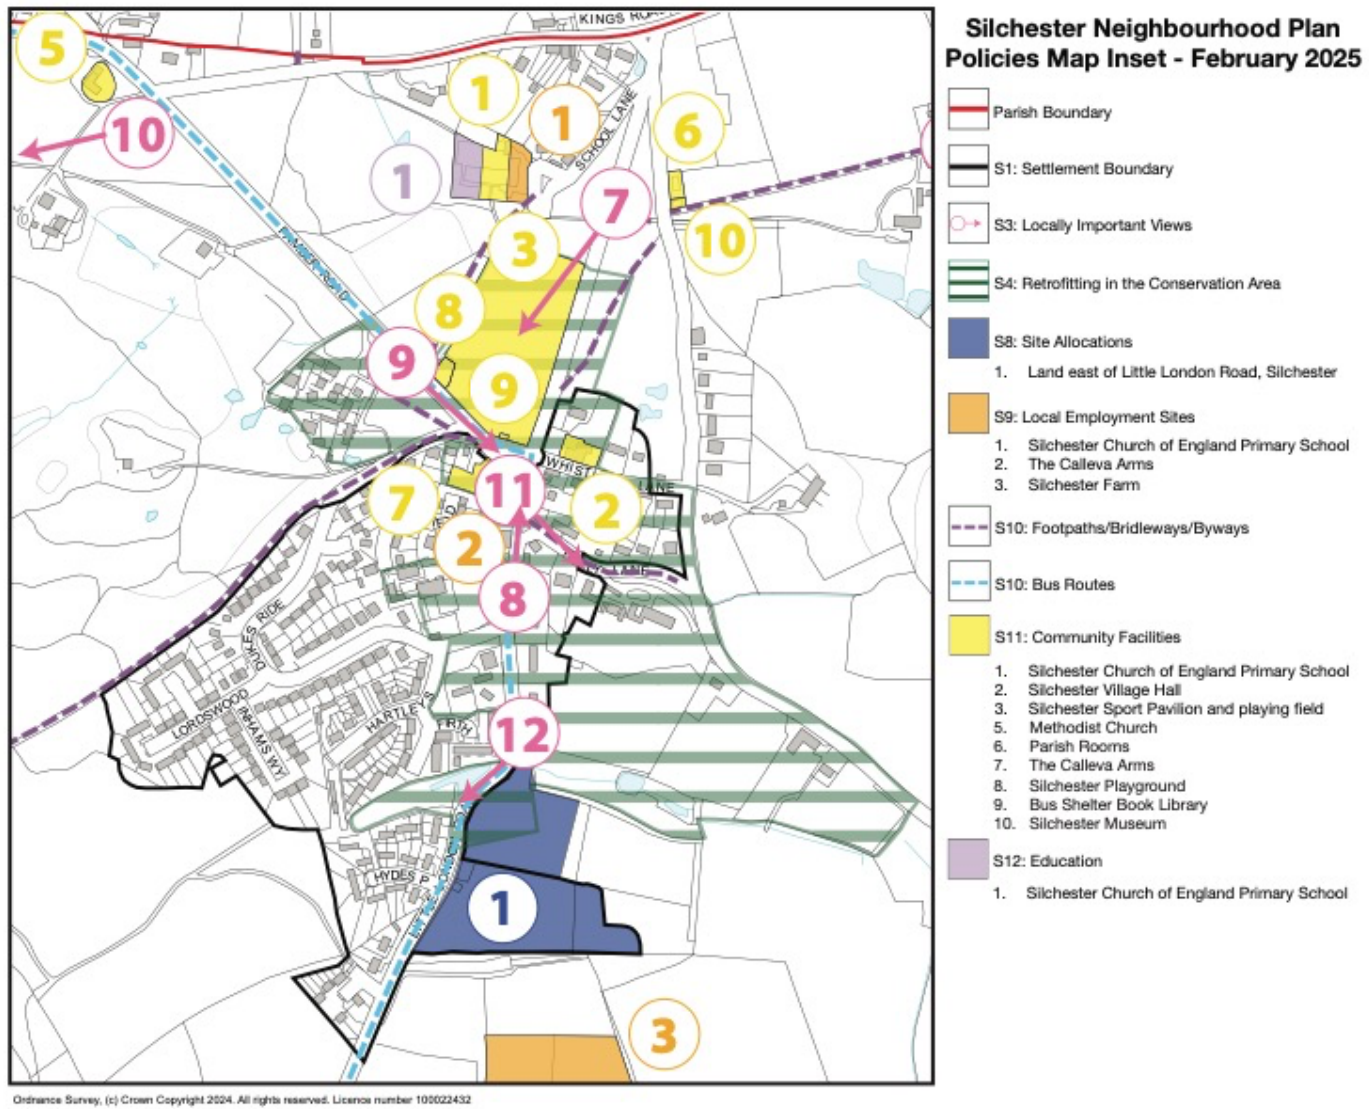 KINGS ROAD
5
1
1
6
10
SCHOOL LANE
1
7
3
10
8
9
9
WHIST
LANE
11
7
2
2
LANE
8
DUKES RIDE
LORDSWOOD
INHAMS WY
HARTLEYS
FIRTH
12
HYDES P
1
3
Ordnance Survey, (c) Crown Copyright 2024. All rights reserved. Licence number 100022432
Silchester Neighbourhood Plan
Policies Map Inset - February 2025
Parish Boundary
S1: Settlement Boundary
S3: Locally Important Views
S4: Retrofitting in the Conservation Area
S8: Site Allocations
1. Land east of Little London Road, Silchester
S9: Local Employment Sites
1. Silchester Church of England Primary School
2. The Calleva Arms
3. Silchester Farm
S10: Footpaths/Bridleways/Byways
S10: Bus Routes
S11: Community Facilities
1. Silchester Church of England Primary School
2. Silchester Village Hall
3. Silchester Sport Pavilion and playing field
5. Methodist Church
6. Parish Rooms
7. The Calleva Arms
8. Silchester Playground
9. Bus Shelter Book Library
10. Silchester Museum
S12: Education
1. Silchester Church of England Primary School